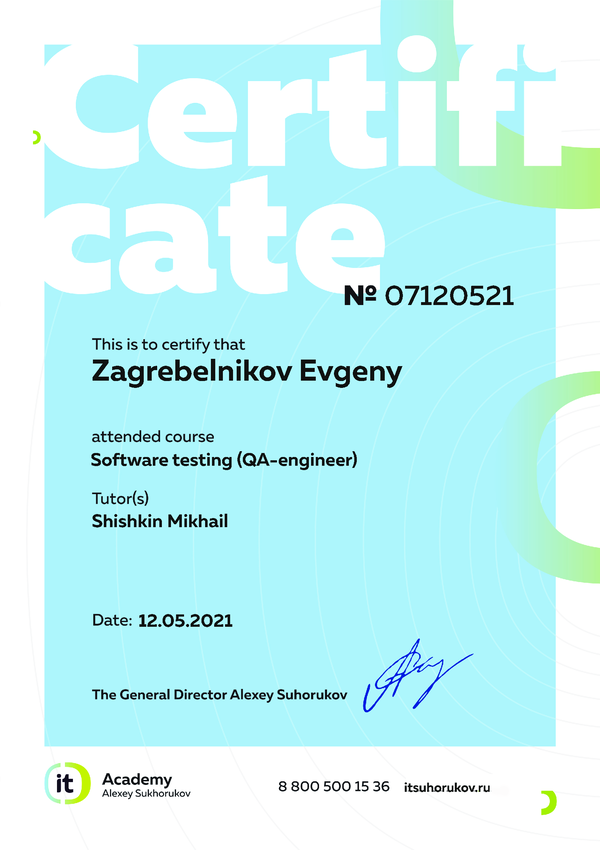 Certifi
cate
№ 07120521
This is to certify that
Zagrebelnikov Evgeny
attended course
Software testing (QA-engineer)
Tutor(s)
Shishkin Mikhail
Date: 12.05.2021
The General Director Alexey Suhorukov
it Academy
Alexey Sukhorukov
8 800 500 15 36 itsuhorukov.ru